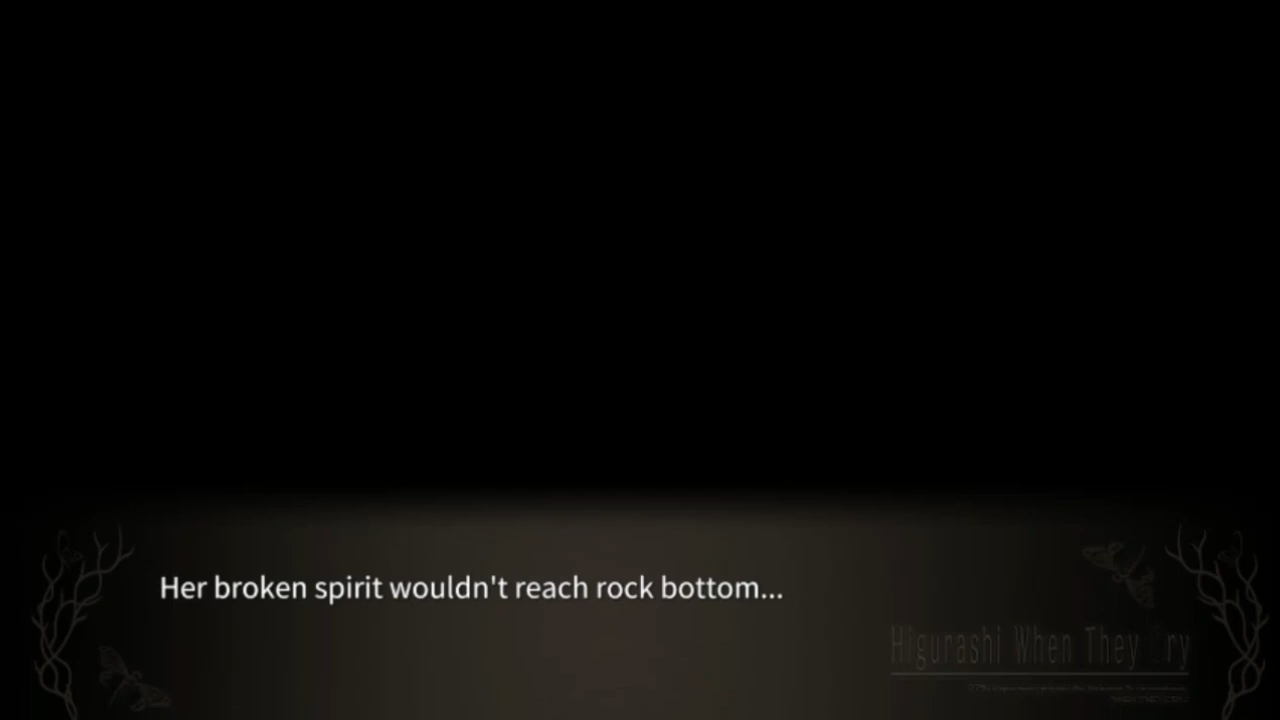 Her broken spirit wouldn't reach rock bottom...
Higurashi When They Cry